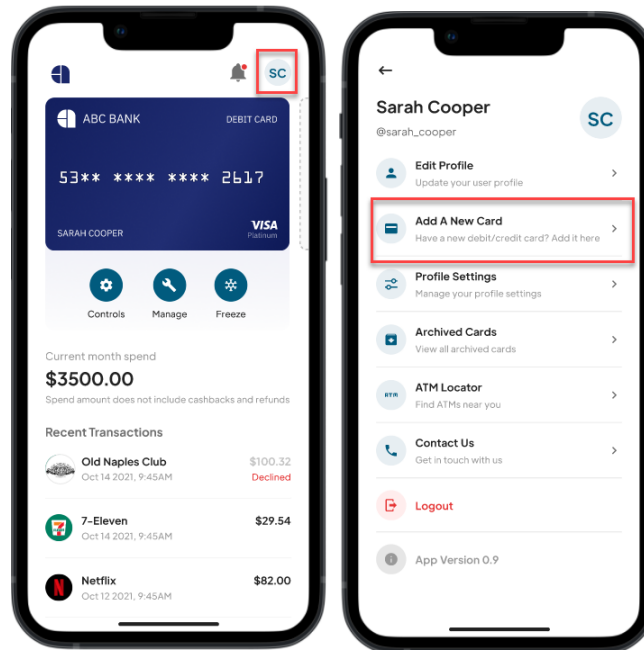 SC
ABC BANK
DEBIT CARD
53** **** **** 2617
SARAH COOPER
VISA
Platinum
Controls
Manage
Freeze
Current month spend
$3500.00
Spend amount does not include cashbacks and refunds
Recent Transactions
Old Naples Club
$100.32
Oct 14 2021, 9:45AM
Declined
7-Eleven
$29.54
Oct 14 2021, 9:45AM
Netflix
$82.00
Oct 12 2021, 9:45AM
Sarah Cooper
@sarah_cooper
SC
Edit Profile
Update your user profile
Add A New Card
Have a new debit/credit card? Add it here
Profile Settings
Manage your profile settings
Archived Cards
View all archived cards
ATM
ATM Locator
Find ATMs near you
Contact Us
Get in touch with us
Logout
App Version 0.9